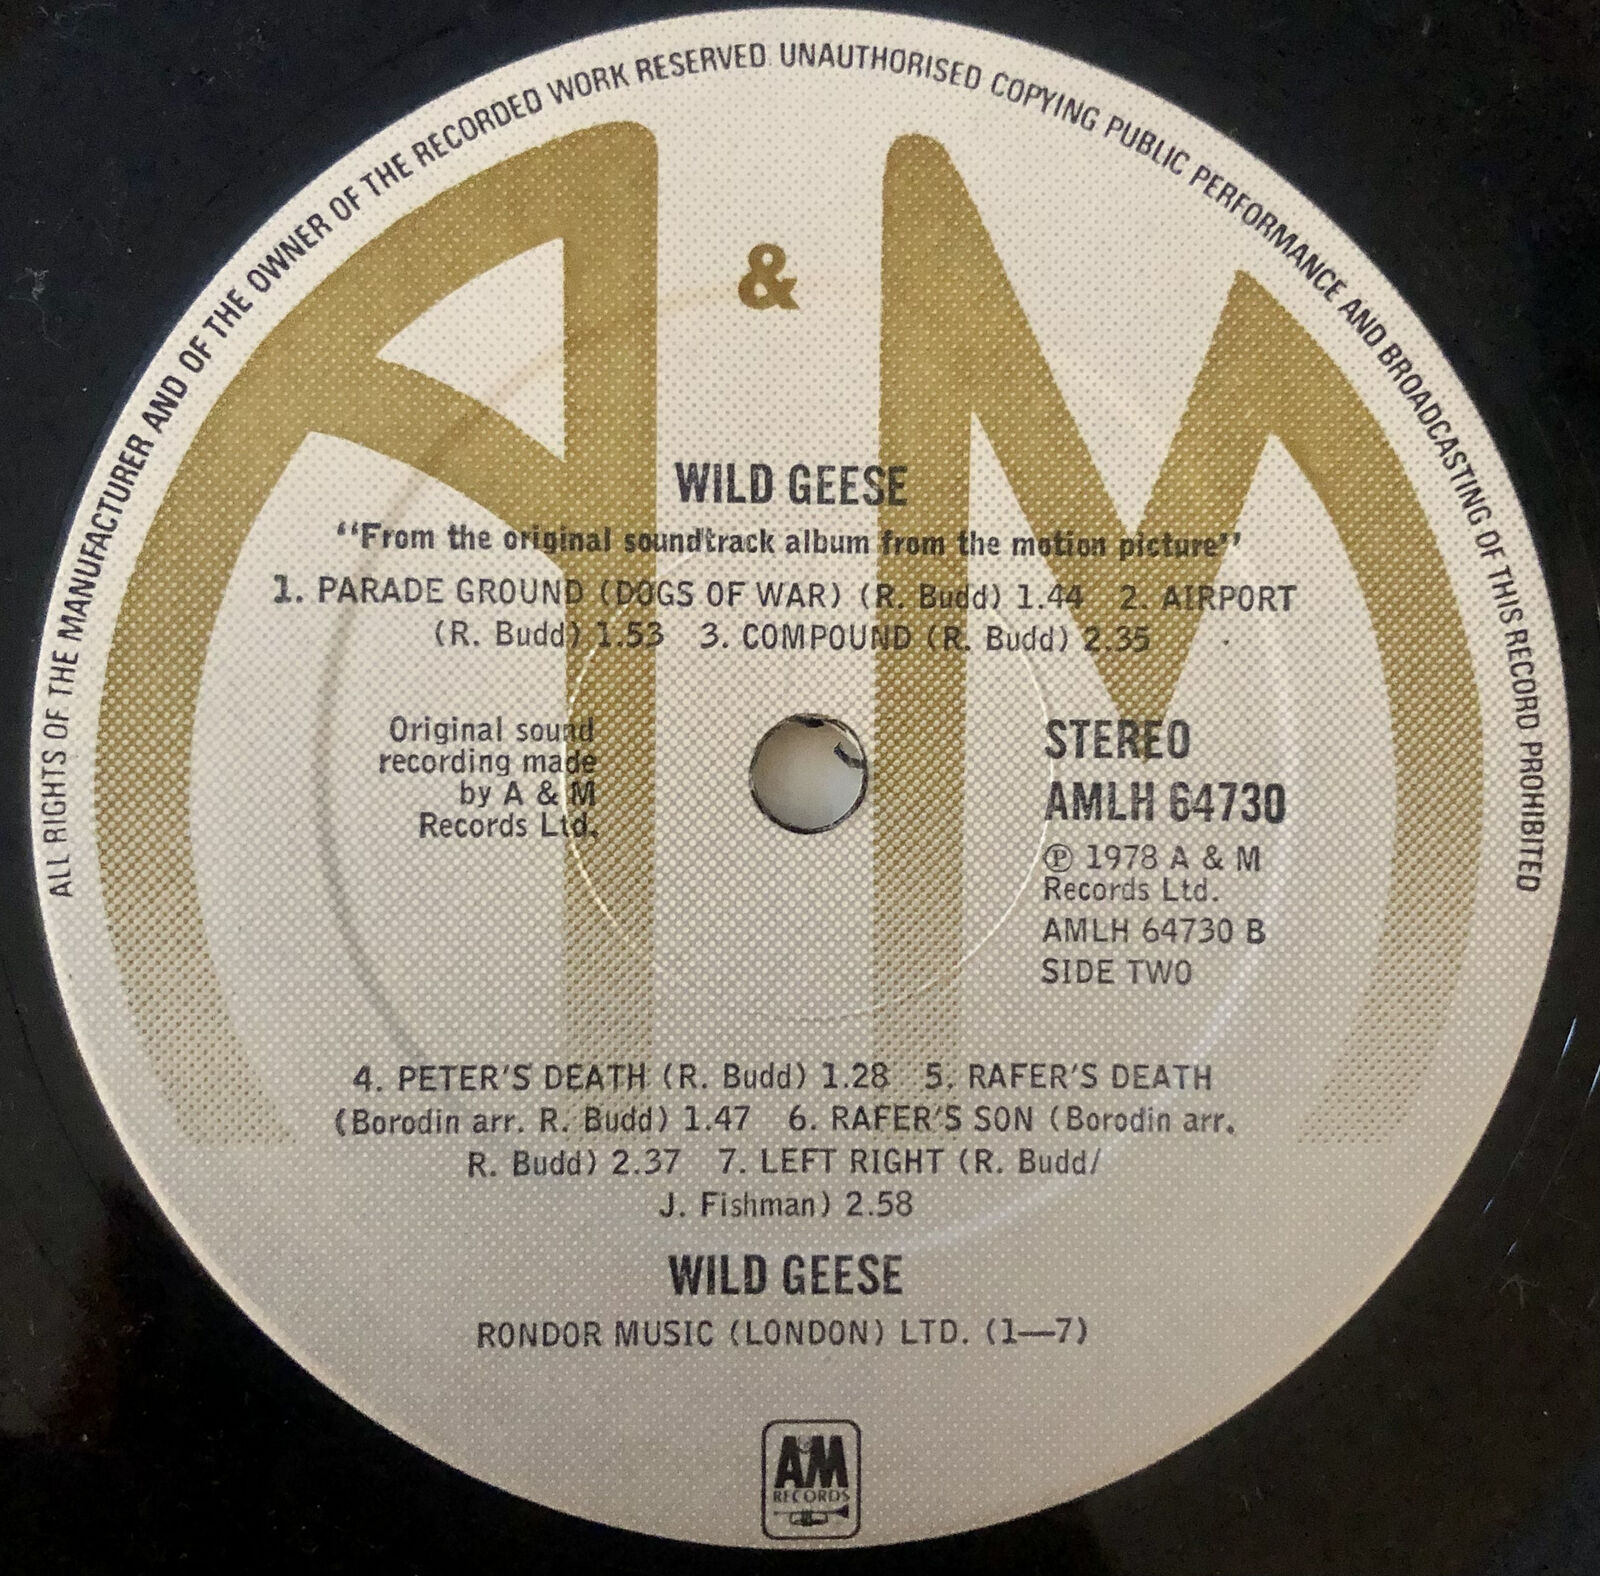 ALL RIGHTS OF THE MANUFACTURER AND OF THE OWNER OF THE RECORDED WORK RESERVED UNAUTHORISED COPYING PUBLIC PERFORMANCE AND BROADCASTING OF THIS RECORD PROHIBITED
A & M
WILD GEESE
“From the original soundtrack album from the motion picture”
1. PARADE GROUND (DOGS OF WAR) (R. Budd) 1.44 2. AIRPORT
(R. Budd) 1.53 3. COMPOUND (R. Budd) 2.35
Original sound
recording made
by A & M
Records Ltd.
STEREO
AMLH 64730
℗ 1978 A & M
Records Ltd.
AMLH 64730 B
SIDE TWO
4. PETER'S DEATH (R. Budd) 1.28 5. RAFER'S DEATH
(Borodin arr. R. Budd) 1.47 6. RAFER'S SON (Borodin arr.
R. Budd) 2.37 7. LEFT RIGHT (R. Budd/
J. Fishman) 2.58
WILD GEESE
RONDOR MUSIC (LONDON) LTD. (1—7)
A&M
RECORDS